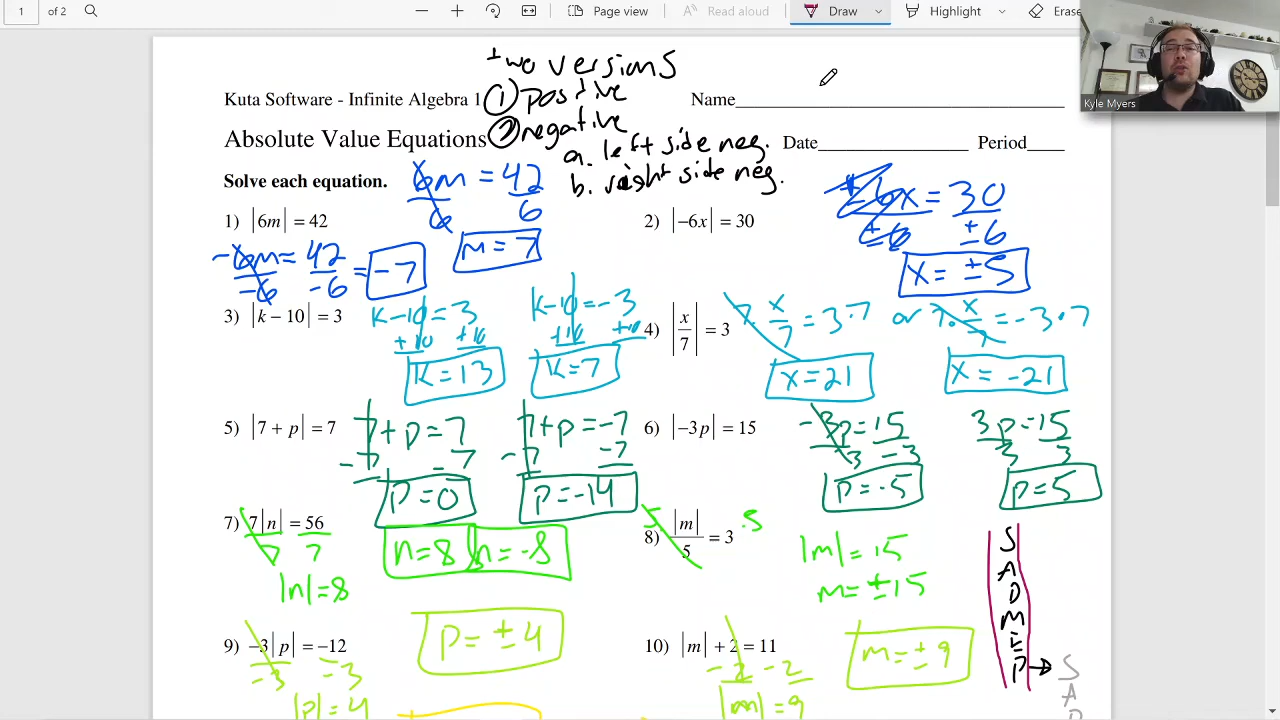 1 of 2 Page view Read aloud Draw Highlight Erase
two versions
Kuta Software - Infinite Algebra 1
① positive
Name
Kyle Myers
Absolute Value Equations
② negative
Date Period
a. left side neg.
b. right side neg.
Solve each equation.
6m = 42
6 6
m = 7
1) |6m| = 42
-6m = 42 = -7
-6 -6
2) |−6x| = 30
±6x = 30
±6 ±6
x = ±5
3) |k − 10| = 3
k-10 = 3
+10 +10
k = 13
k-10 = -3
+10 +10
k = 7
4) |x/7| = 3
7· x/7 = 3·7
x = 21
or 7· x/7 = -3·7
x = -21
5) |7 + p| = 7
7+p = 7
-7 -7
p = 0
7+p = -7
-7 -7
p = -14
6) |−3p| = 15
-3p = 15
-3 -3
p = -5
3p = 15
3 3
p = 5
7) 7|n| = 56
7 7
|n| = 8
n = 8 n = -8
8) |m|/5 = 3
5 ·5
|m| = 15
m = ±15
S
A
D
M
E
P → S
A
D
9) −3|p| = −12
-3 -3
|p| = 4
p = ±4
10) |m| + 2 = 11
-2 -2
|m| = 9
m = ±9